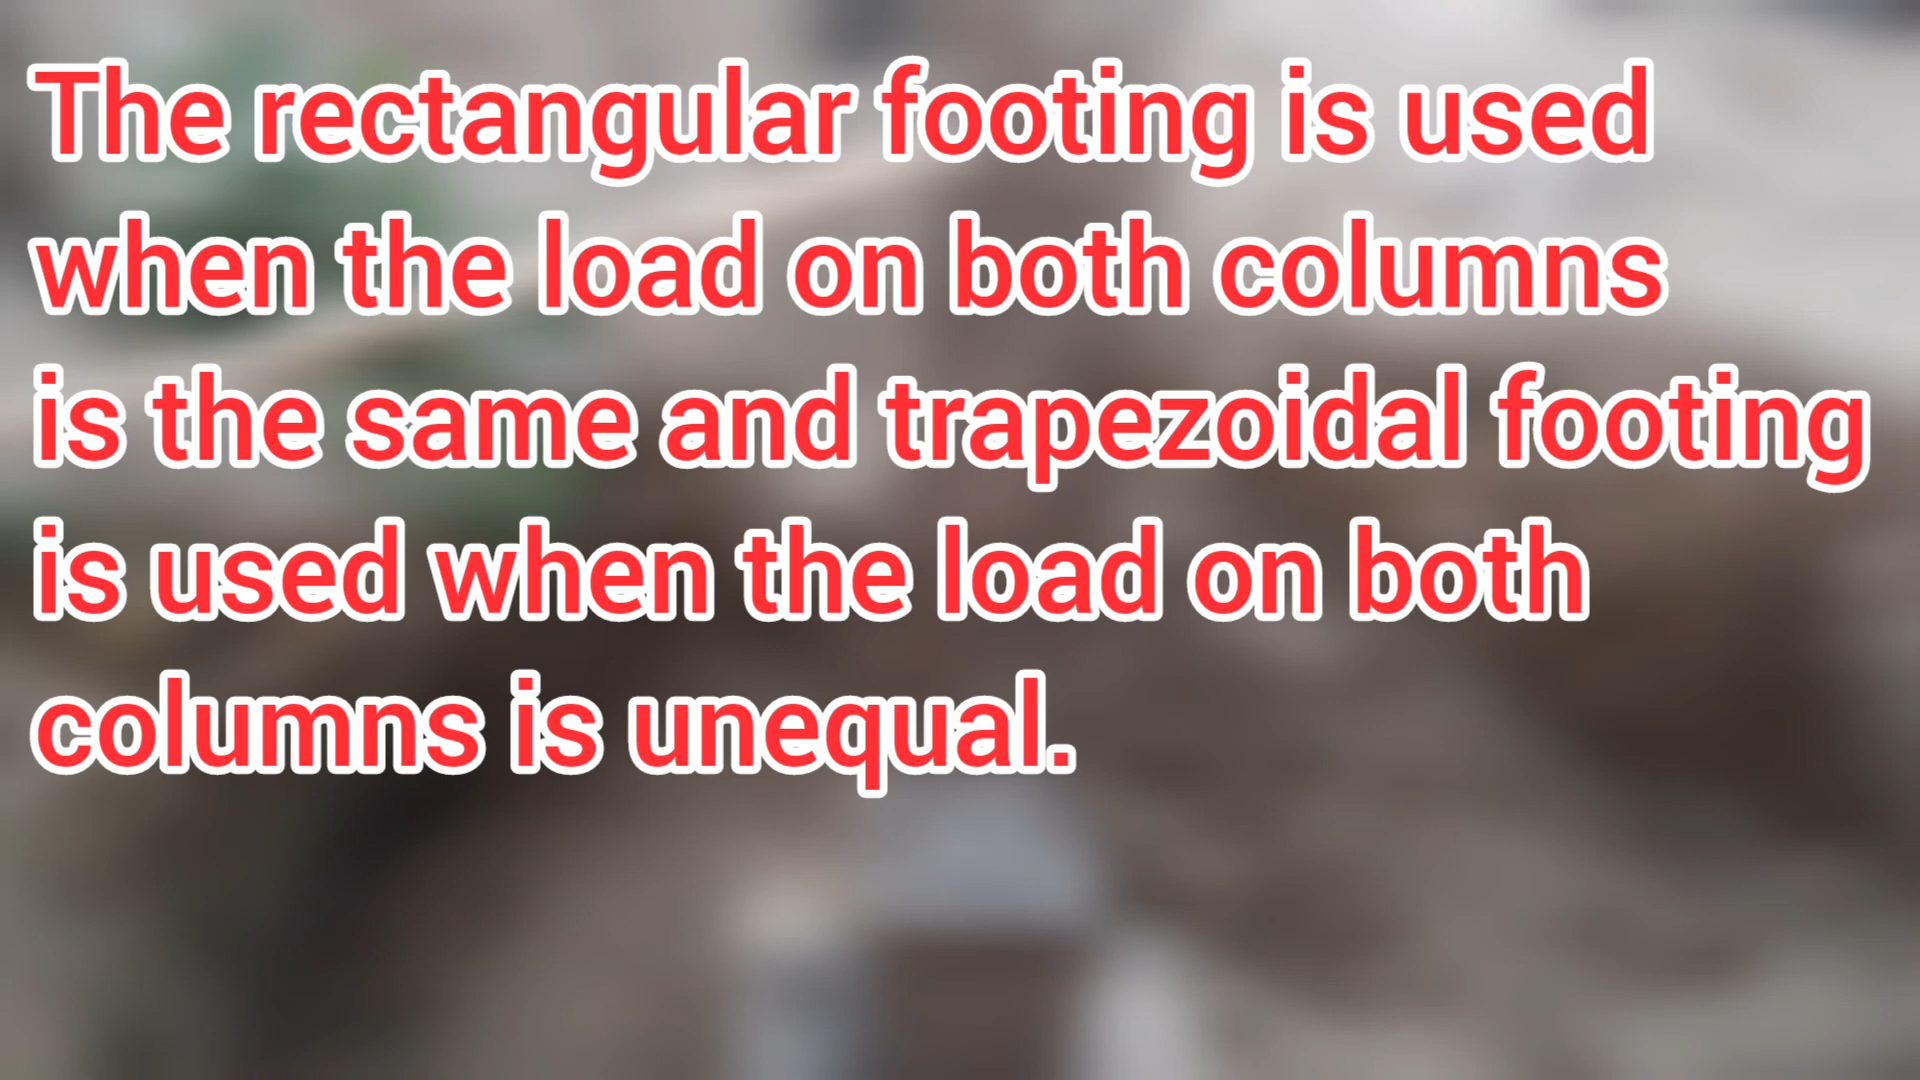 The rectangular footing is used
when the load on both columns
is the same and trapezoidal footing
is used when the load on both
columns is unequal.